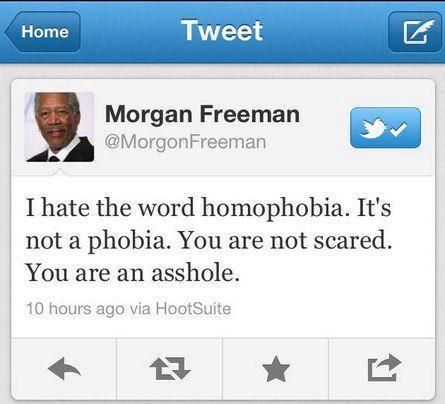 Home
Tweet
Morgan Freeman
@MorgonFreeman
I hate the word homophobia. It's
not a phobia. You are not scared.
You are an asshole.
10 hours ago via HootSuite